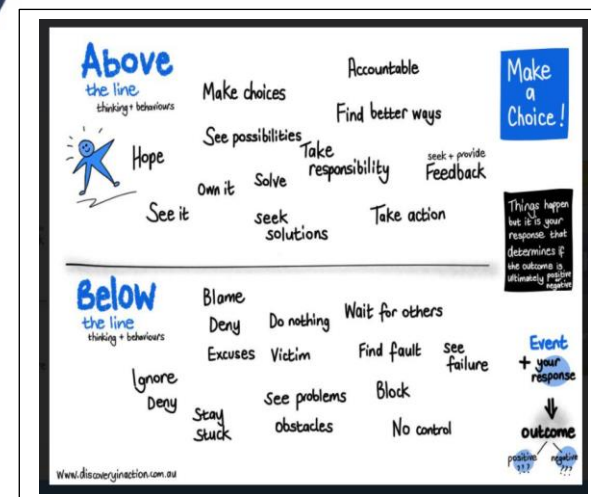 Above
the line
thinking + behaviours
Accountable
Make choices
Find better ways
See possibilities
Take
responsibility
seek + provide
Feedback
Hope
Own it
Solve
See it
seek
solutions
Take action
Make
a
Choice!
Things happen
but it is your
response that
determines if
the outcome is
ultimately positive
negative
Below
the line
thinking + behaviours
Blame
Deny
Do nothing
Wait for others
Excuses
Victim
Find fault
see
failure
Ignore
Deny
See problems
Block
Stay
Stuck
obstacles
No control
Event
+ your
response
outcome
positive
???
negative
???
Www.discoveryinaction.com.au